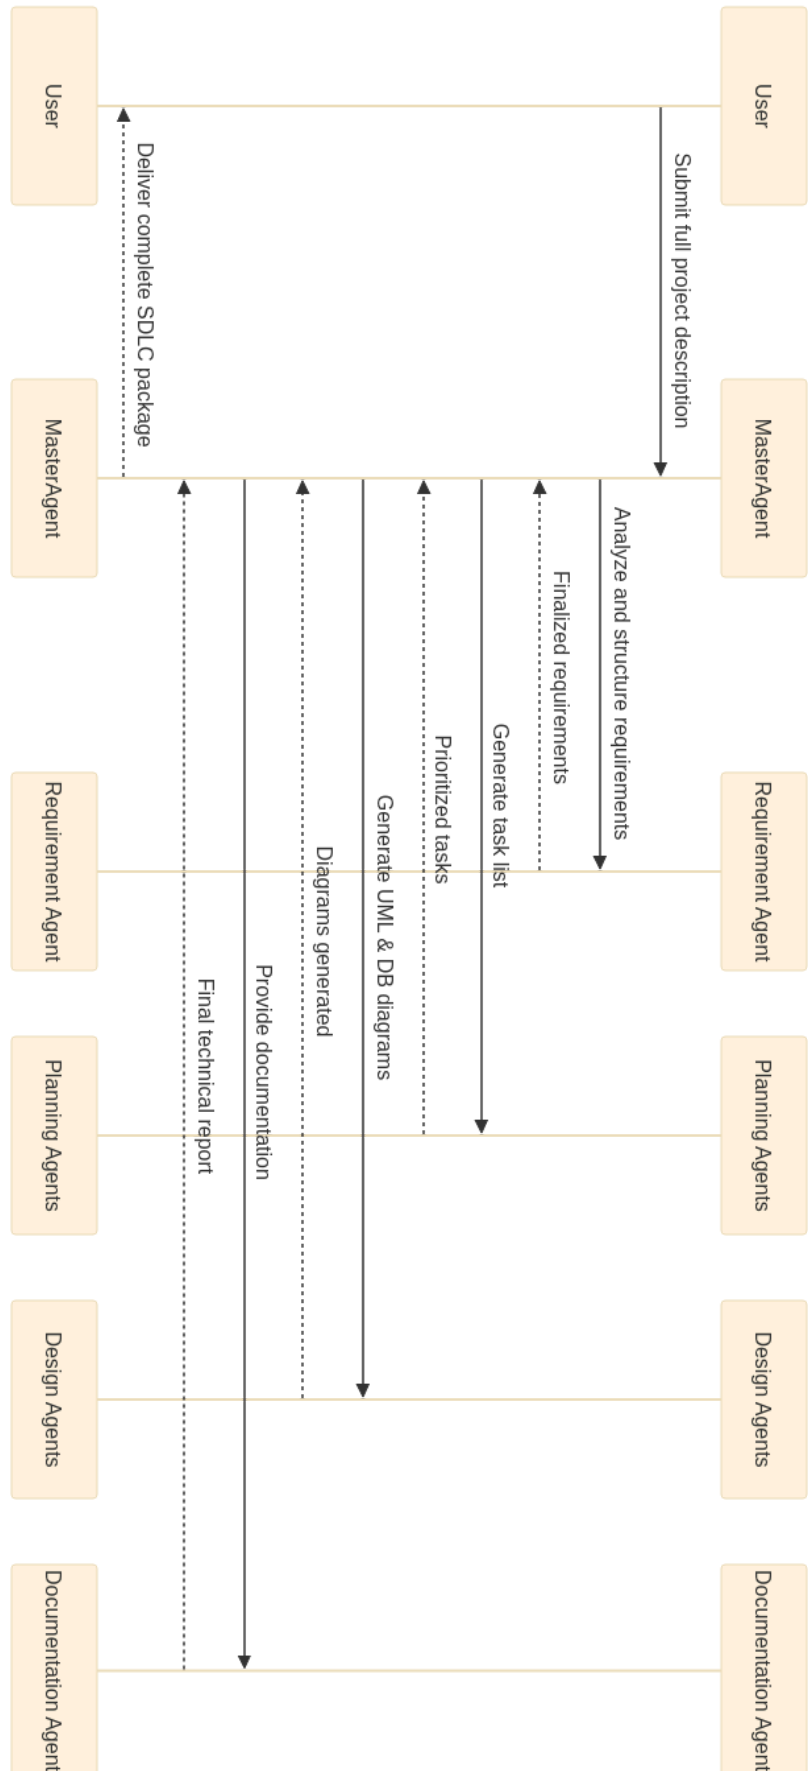 User
MasterAgent
Requirement Agent
Planning Agents
Design Agents
Documentation Agent
Submit full project description
Analyze and structure requirements
Finalized requirements
Generate task list
Prioritized tasks
Generate UML & DB diagrams
Diagrams generated
Provide documentation
Final technical report
Deliver complete SDLC package
User
MasterAgent
Requirement Agent
Planning Agents
Design Agents
Documentation Agent